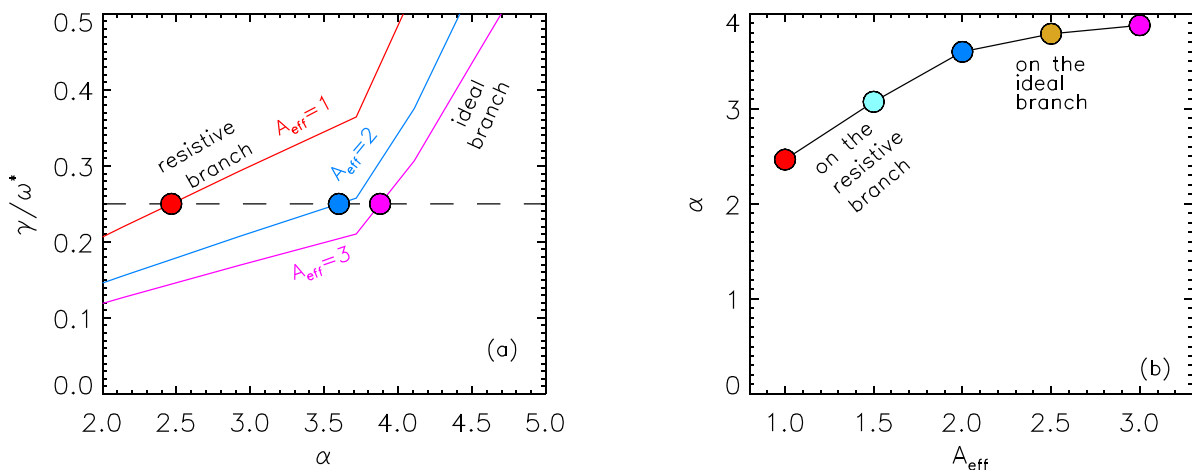 0.5
0.4
0.3
0.2
0.1
0.0
γ/ω*
2.0 2.5 3.0 3.5 4.0 4.5 5.0
α
resistive
branch
A_eff=1
A_eff=2
A_eff=3
ideal
branch
(a)
4
3
2
1
0
α
1.0 1.5 2.0 2.5 3.0
A_eff
on the
resistive
branch
on the
ideal
branch
(b)